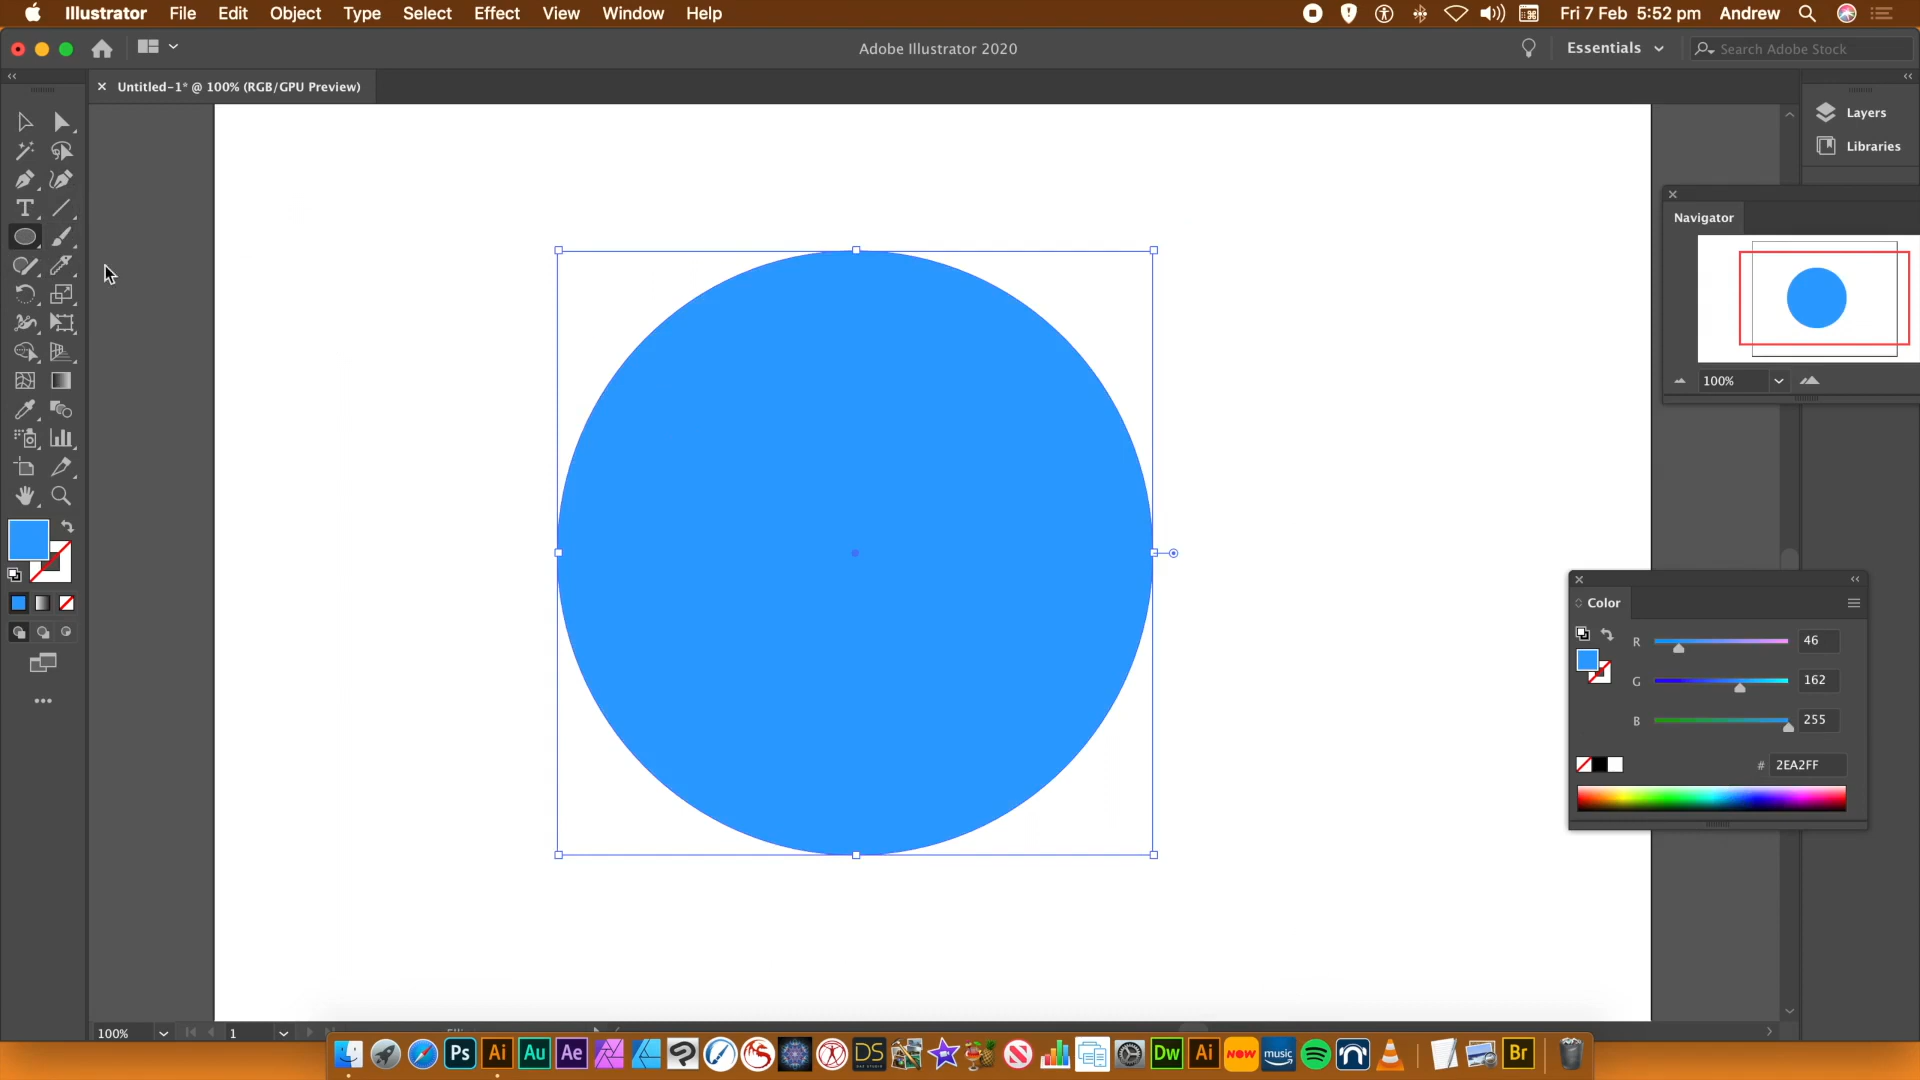 Illustrator File Edit Object Type Select Effect View Window Help
Fri 7 Feb 5:52 pm Andrew
Adobe Illustrator 2020
Essentials
Search Adobe Stock
Untitled-1* @ 100% (RGB/GPU Preview)
Layers
Libraries
Navigator
100%
T
Color
R 46
G 162
B 255
# 2EA2FF
100%
1
Ps Ai Au Ae DS Dw Ai NOW music Br